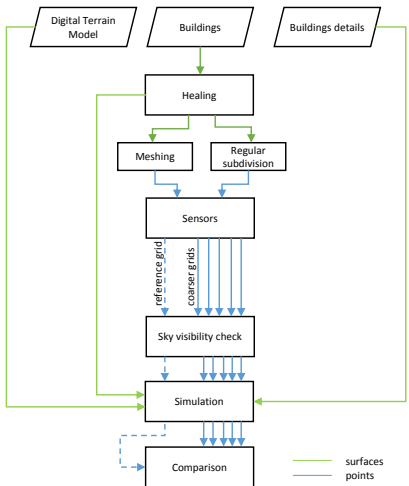 Digital Terrain
Model
Buildings
Buildings details
Healing
Meshing
Regular
subdivision
Sensors
reference grid
coarser grids
Sky visibility check
Simulation
Comparison
surfaces
points